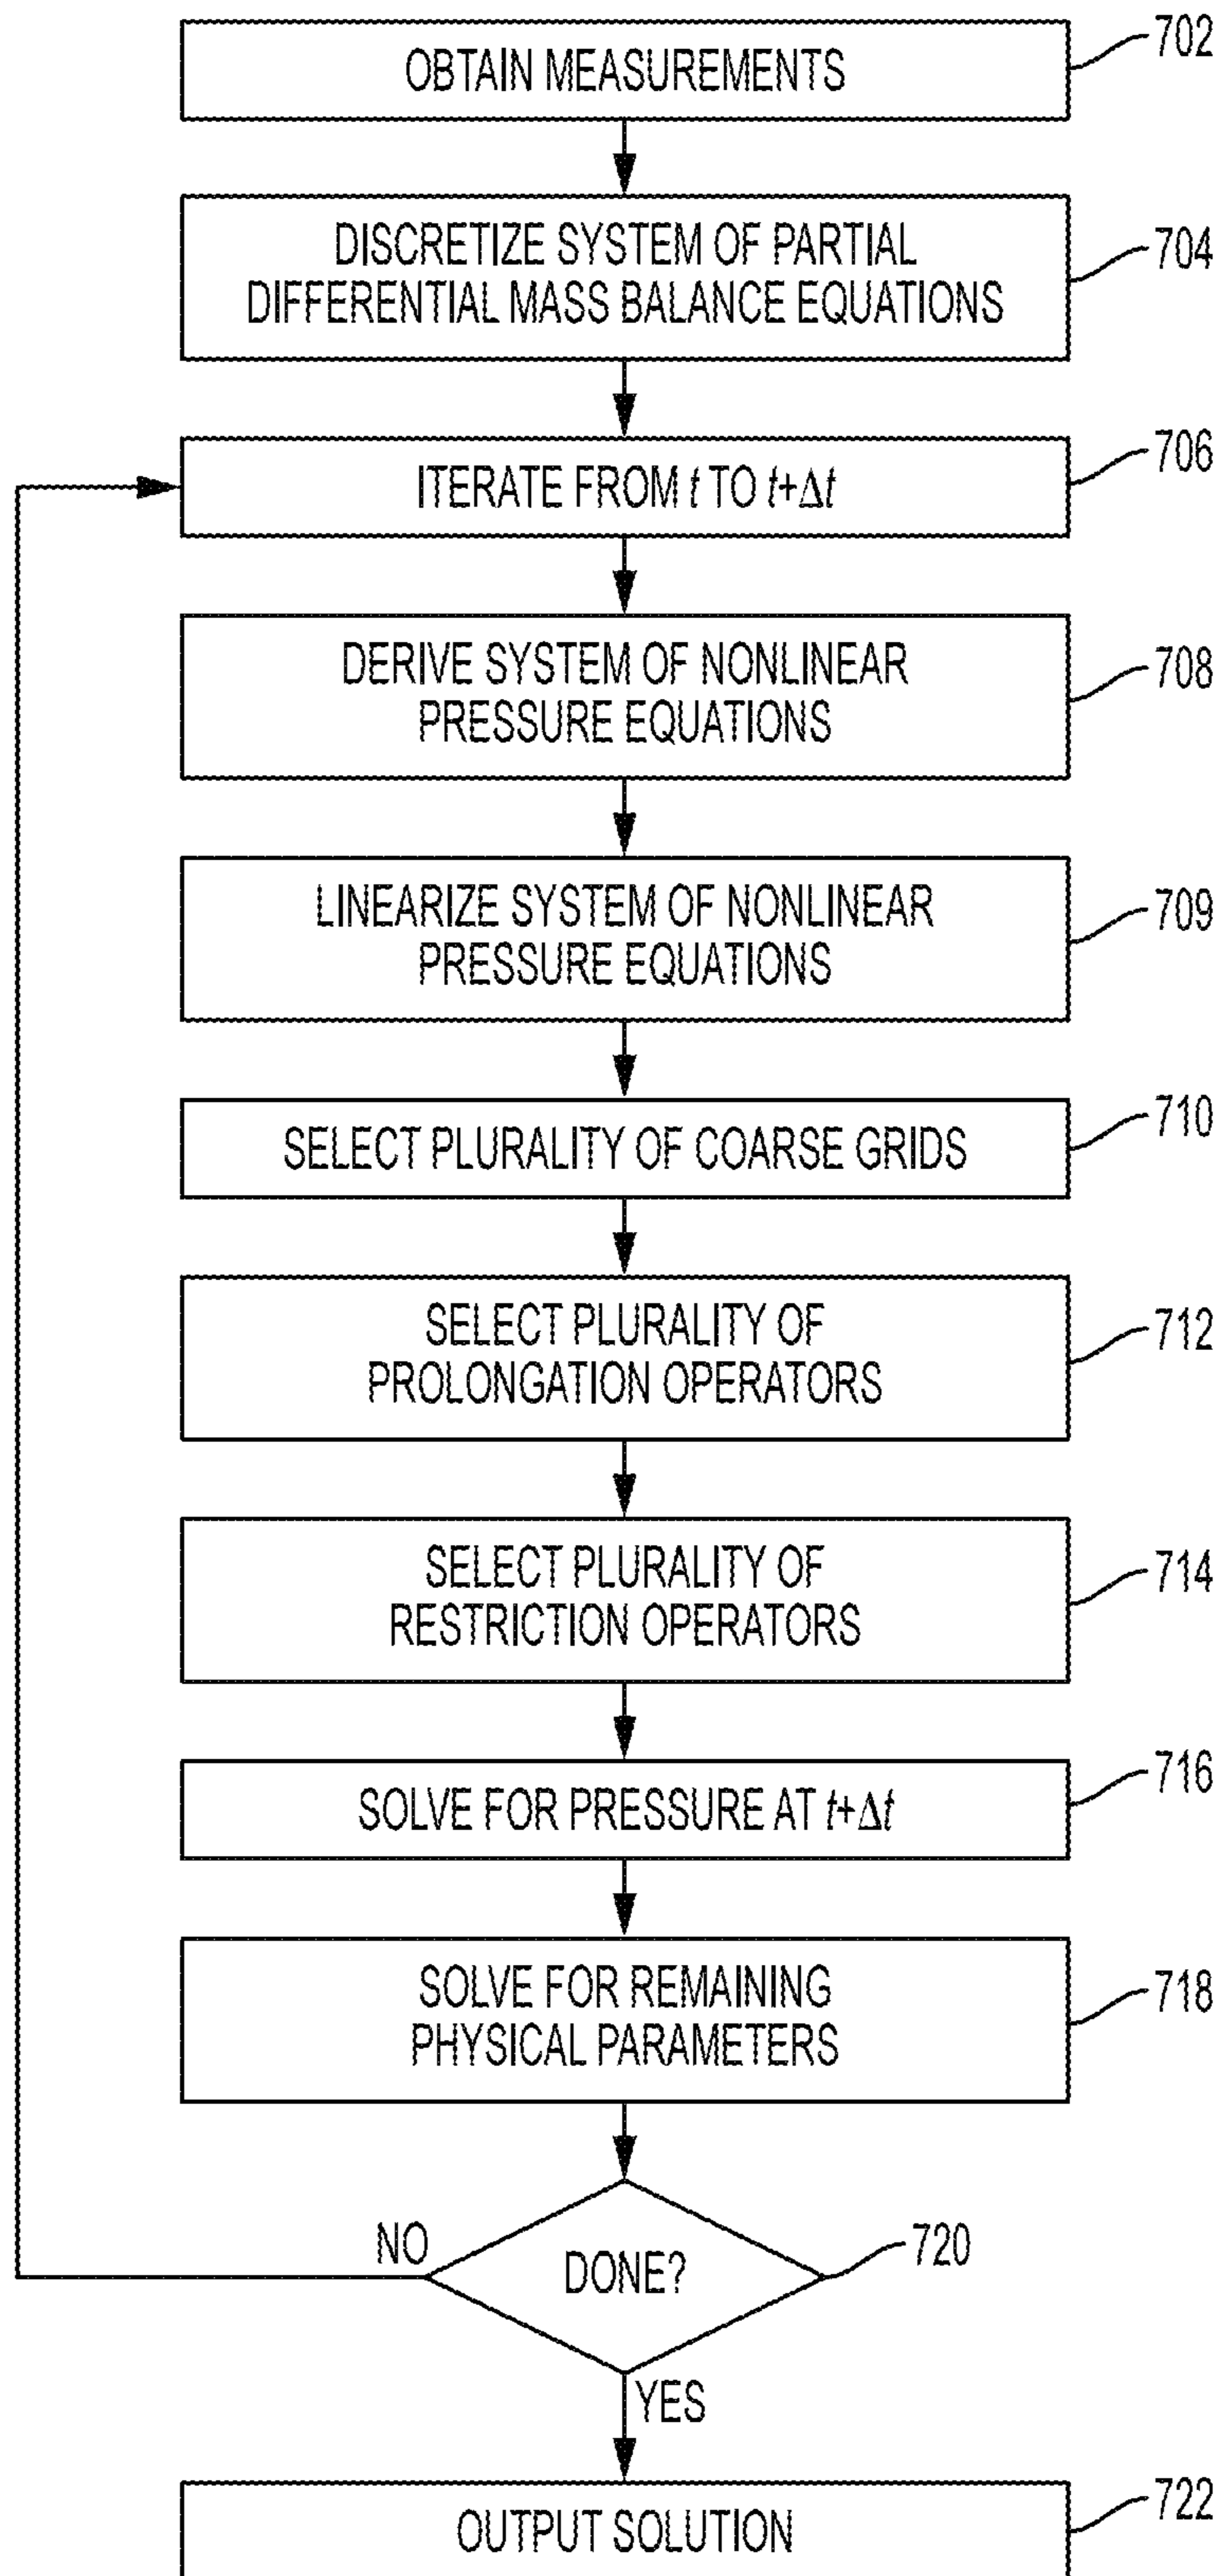 OBTAIN MEASUREMENTS
702
DISCRETIZE SYSTEM OF PARTIAL
DIFFERENTIAL MASS BALANCE EQUATIONS
704
ITERATE FROM t TO t+Δt
706
DERIVE SYSTEM OF NONLINEAR
PRESSURE EQUATIONS
708
LINEARIZE SYSTEM OF NONLINEAR
PRESSURE EQUATIONS
709
SELECT PLURALITY OF COARSE GRIDS
710
SELECT PLURALITY OF
PROLONGATION OPERATORS
712
SELECT PLURALITY OF
RESTRICTION OPERATORS
714
SOLVE FOR PRESSURE AT t+Δt
716
SOLVE FOR REMAINING
PHYSICAL PARAMETERS
718
NO
DONE?
720
YES
OUTPUT SOLUTION
722